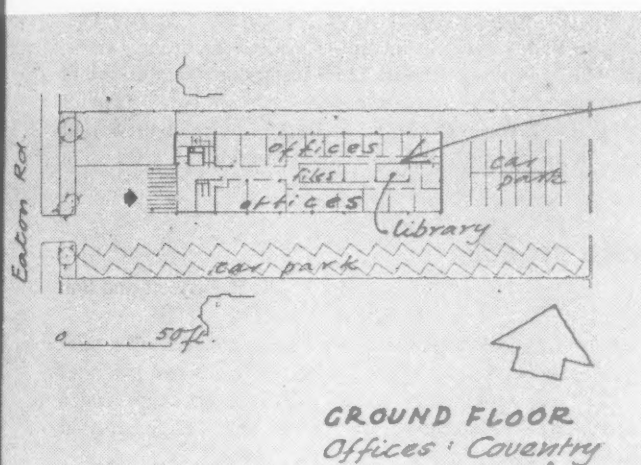 Eaton Rd.
offices
files
offices
library
car
park
car park
0 50ft.
GROUND FLOOR
Offices : Coventry